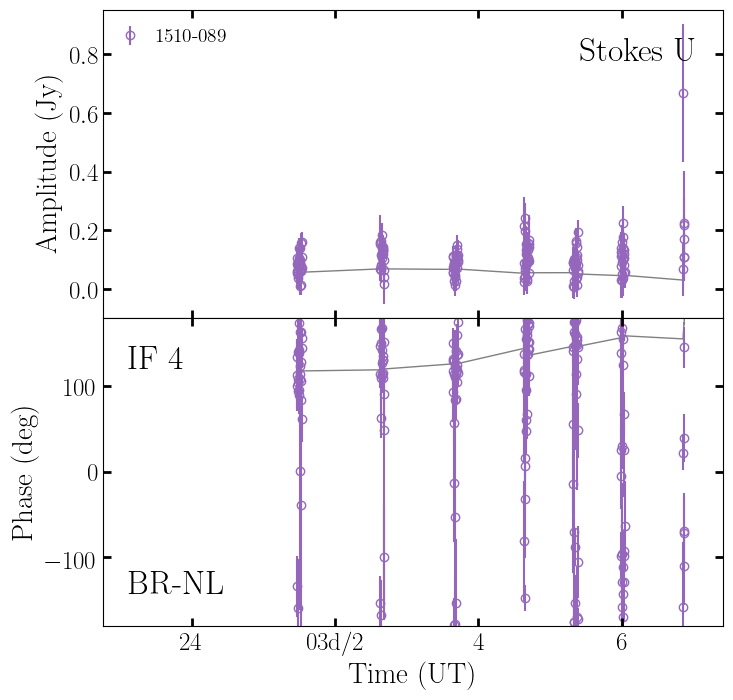 1510-089
Stokes U
0.8
0.6
0.4
0.2
0.0
Amplitude (Jy)
IF 4
100
0
−100
Phase (deg)
BR-NL
24
03d/2
4
6
Time (UT)